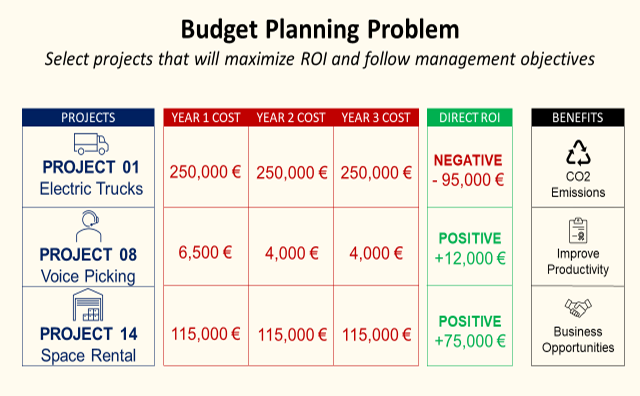 Budget Planning Problem
Select projects that will maximize ROI and follow management objectives
PROJECTS YEAR 1 COST YEAR 2 COST YEAR 3 COST DIRECT ROI BENEFITS
PROJECT 01
Electric Trucks
250,000 € 250,000 € 250,000 €
NEGATIVE
- 95,000 €
CO2
Emissions
PROJECT 08
Voice Picking
6,500 € 4,000 € 4,000 €
POSITIVE
+12,000 €
Improve
Productivity
PROJECT 14
Space Rental
115,000 € 115,000 € 115,000 €
POSITIVE
+75,000 €
Business
Opportunities